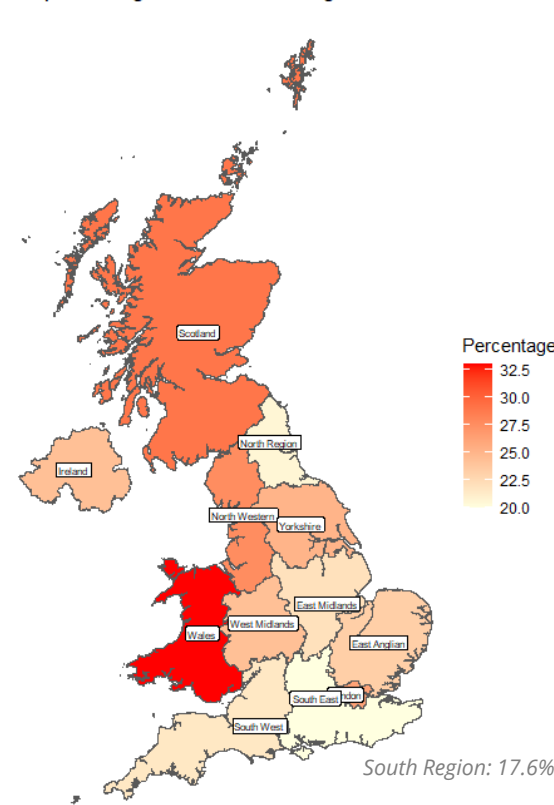 Scotland
Percentage
32.5
30.0
27.5
25.0
22.5
20.0
North Region
Ireland
North Western
Yorkshire
East Midlands
West Midlands
Wales
East Anglian
South East
ndon
South West
South Region: 17.6%